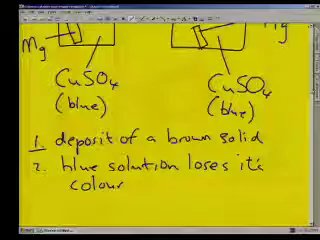 Mg Mg
CuSO4 CuSO4
(blue) (blue)
1. deposit of a brown solid
2. blue solution loses its
colour